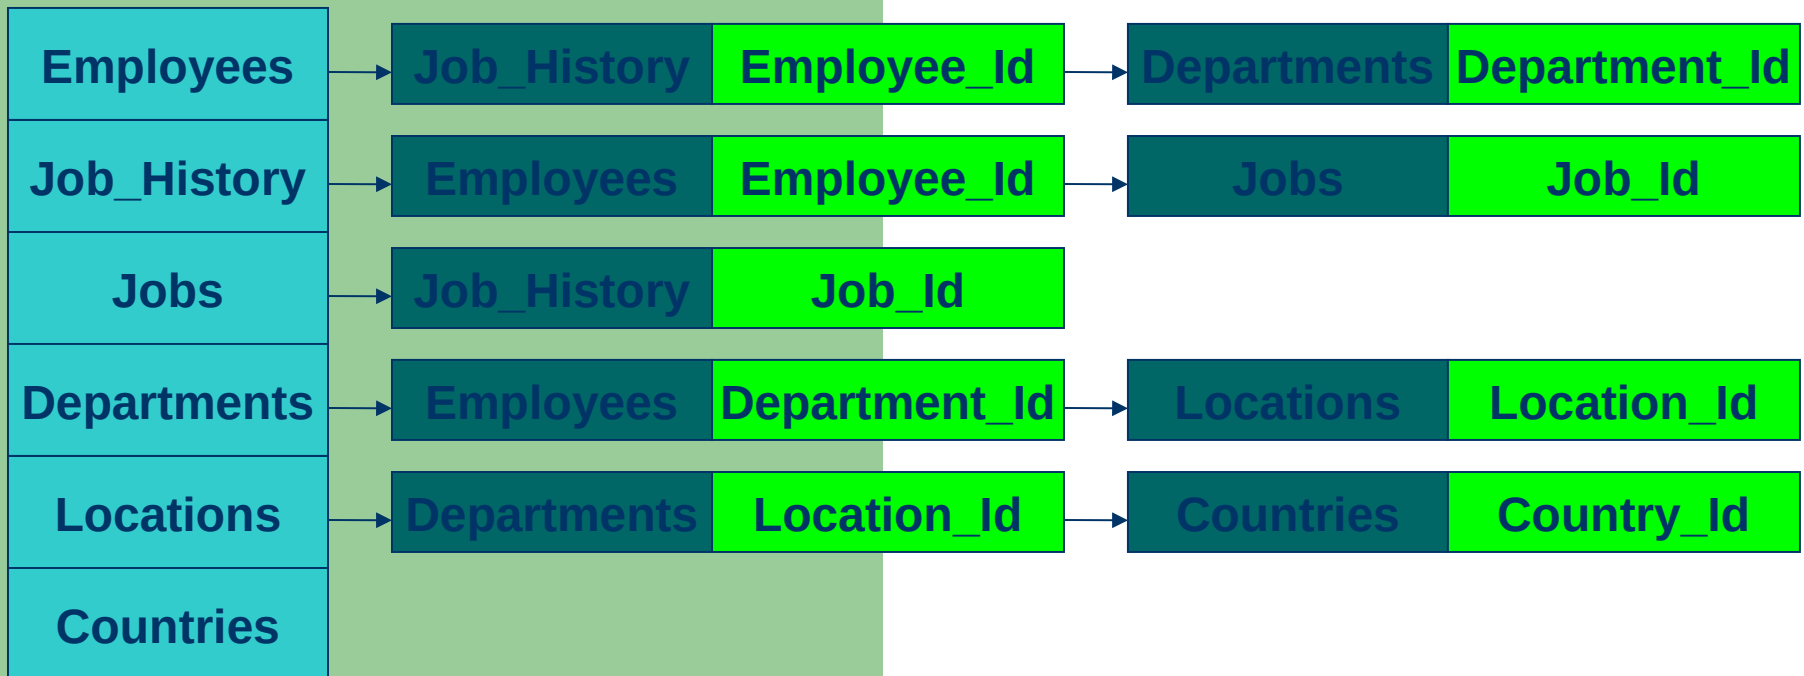 Employees Job_History Employee_Id Departments Department_Id
Job_History Employees Employee_Id Jobs Job_Id
Jobs Job_History Job_Id
Departments Employees Department_Id Locations Location_Id
Locations Departments Location_Id Countries Country_Id
Countries